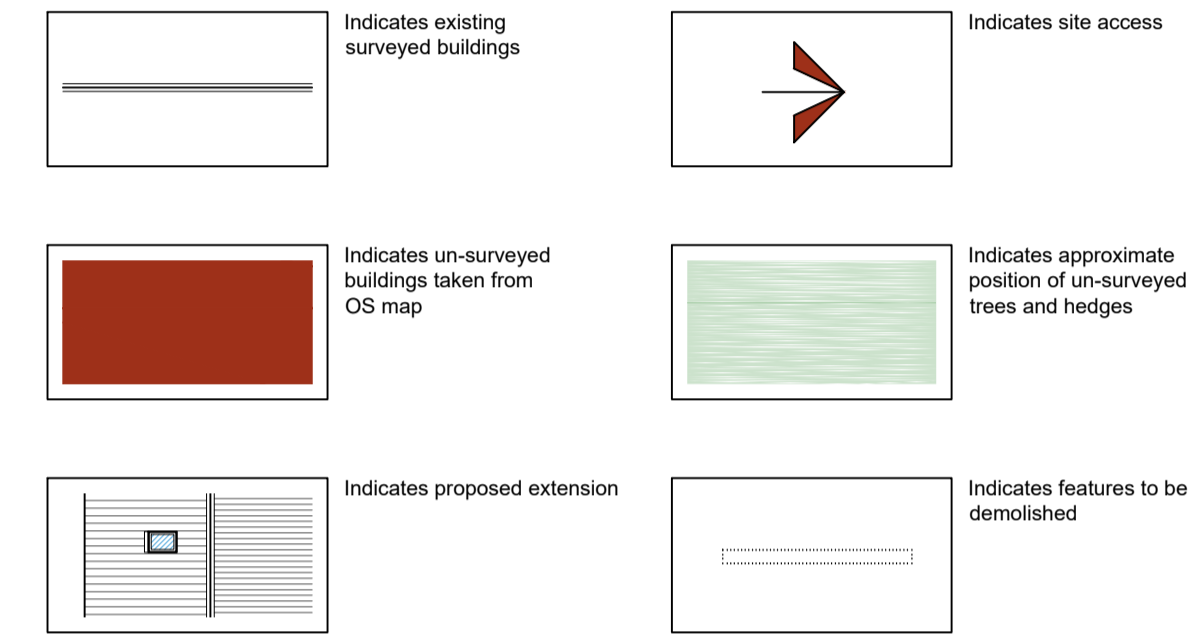 Indicates existing
surveyed buildings
Indicates site access
Indicates un-surveyed
buildings taken from
OS map
Indicates approximate
position of un-surveyed
trees and hedges
Indicates proposed extension
Indicates features to be
demolished